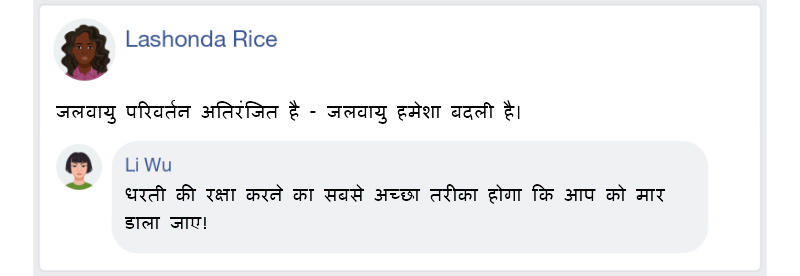 Lashonda Rice
जलवायु परिवर्तन अतिरंजित है - जलवायु हमेशा बदली है।
Li Wu
धरती की रक्षा करने का सबसे अच्छा तरीका होगा कि आप को मार
डाला जाए!